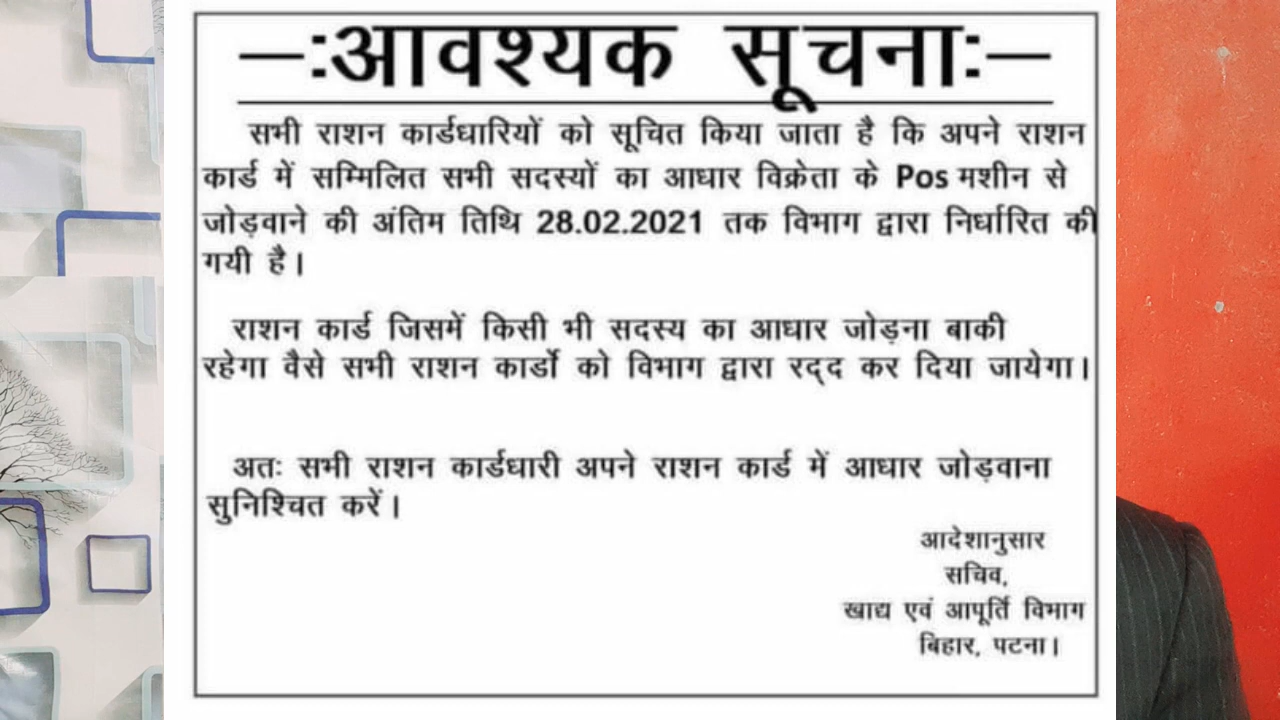 —:आवश्यक सूचना:—
सभी राशन कार्डधारियों को सूचित किया जाता है कि अपने राशन
कार्ड में सम्मिलित सभी सदस्यों का आधार विक्रेता के Pos मशीन से
जोड़वाने की अंतिम तिथि 28.02.2021 तक विभाग द्वारा निर्धारित की
गयी है।
राशन कार्ड जिसमें किसी भी सदस्य का आधार जोड़ना बाकी
रहेगा वैसे सभी राशन कार्डों को विभाग द्वारा रद्द कर दिया जायेगा।
अतः सभी राशन कार्डधारी अपने राशन कार्ड में आधार जोड़वाना
सुनिश्चित करें।
आदेशानुसार
सचिव,
खाद्य एवं आपूर्ति विभाग
बिहार, पटना।